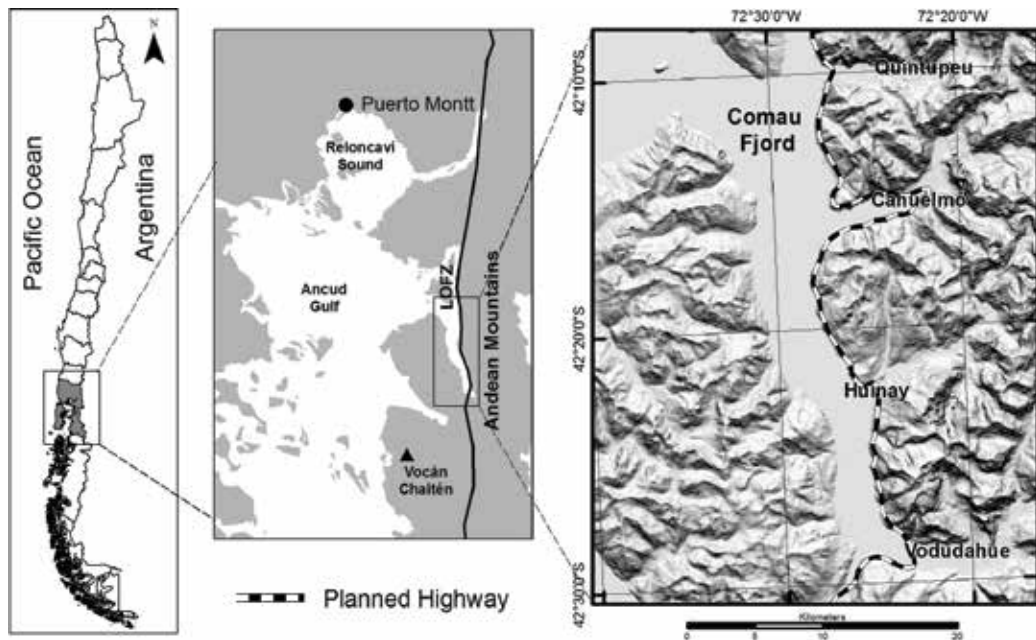 N
Pacific Ocean
Argentina
Puerto Montt
Reloncaví
Sound
Ancud
Gulf
LOFZ
Andean Mountains
Vocán
Chaitén
Planned Highway
72°30'0"W
72°20'0"W
42°10'0"S
42°20'0"S
42°30'0"S
Quintupeu
Comau
Fjord
Cahuelmo
Huinay
Vodudahue
Kilometers
0
5
10
20